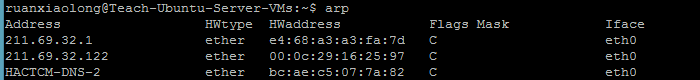 ruanxiaolong@Teach-Ubuntu-Server-VMs:~$ arp
Address HWtype HWaddress Flags Mask Iface
211.69.32.1 ether e4:68:a3:a3:fa:7d C eth0
211.69.32.122 ether 00:0c:29:16:25:97 C eth0
HACTCM-DNS-2 ether bc:ae:c5:07:7a:82 C eth0